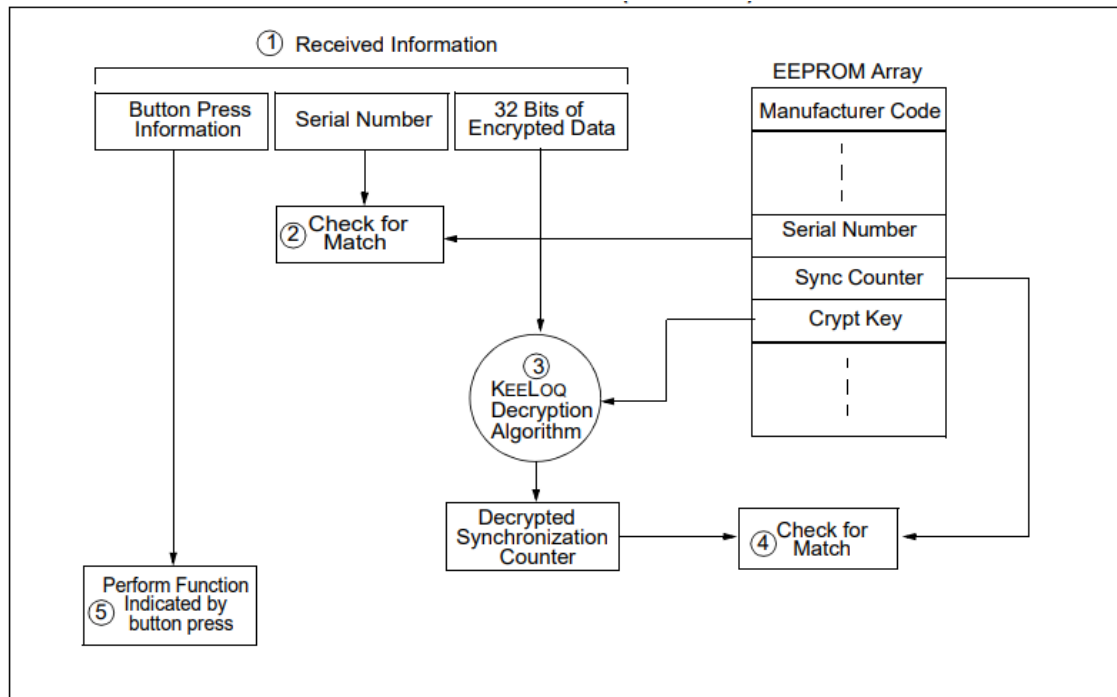 ① Received Information
EEPROM Array
Button Press
Information
Serial Number
32 Bits of
Encrypted Data
Manufacturer Code
② Check for
Match
Serial Number
Sync Counter
Crypt Key
③
KEELOQ
Decryption
Algorithm
Decrypted
Synchronization
Counter
④ Check for
Match
Perform Function
⑤ Indicated by
button press